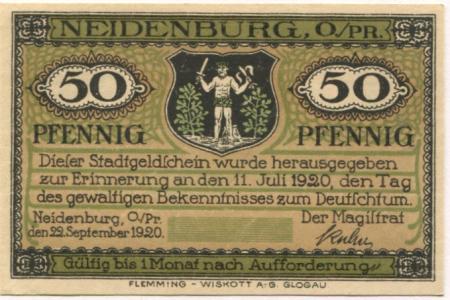 NEIDENBURG, O/PR.
50 50
PFENNIG PFENNIG
Dieser Stadtgeldschein wurde herausgegeben
zur Erinnerung an den 11. Juli 1920, den Tag
des gewaltigen Bekenntnisses zum Deutschtum.
Neidenburg, O/Pr. Der Magistrat
den 22. September 1920.
Gültig bis 1 Monat nach Aufforderung
FLEMMING - WISKOTT A.-G. GLOGAU